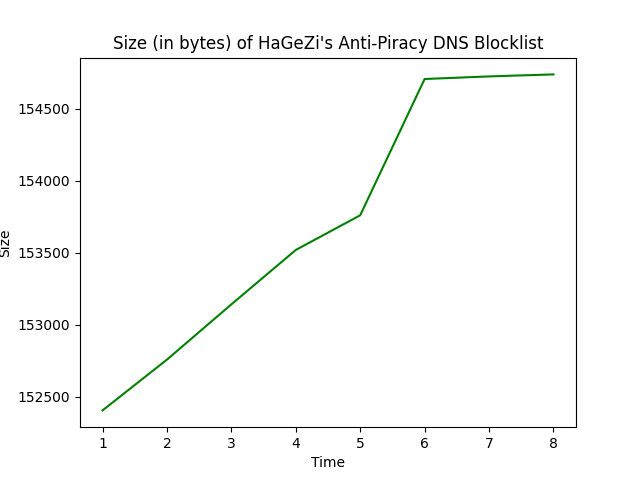 Size (in bytes) of HaGeZi's Anti-Piracy DNS Blocklist
154500
154000
153500
153000
152500
Size
1 2 3 4 5 6 7 8
Time